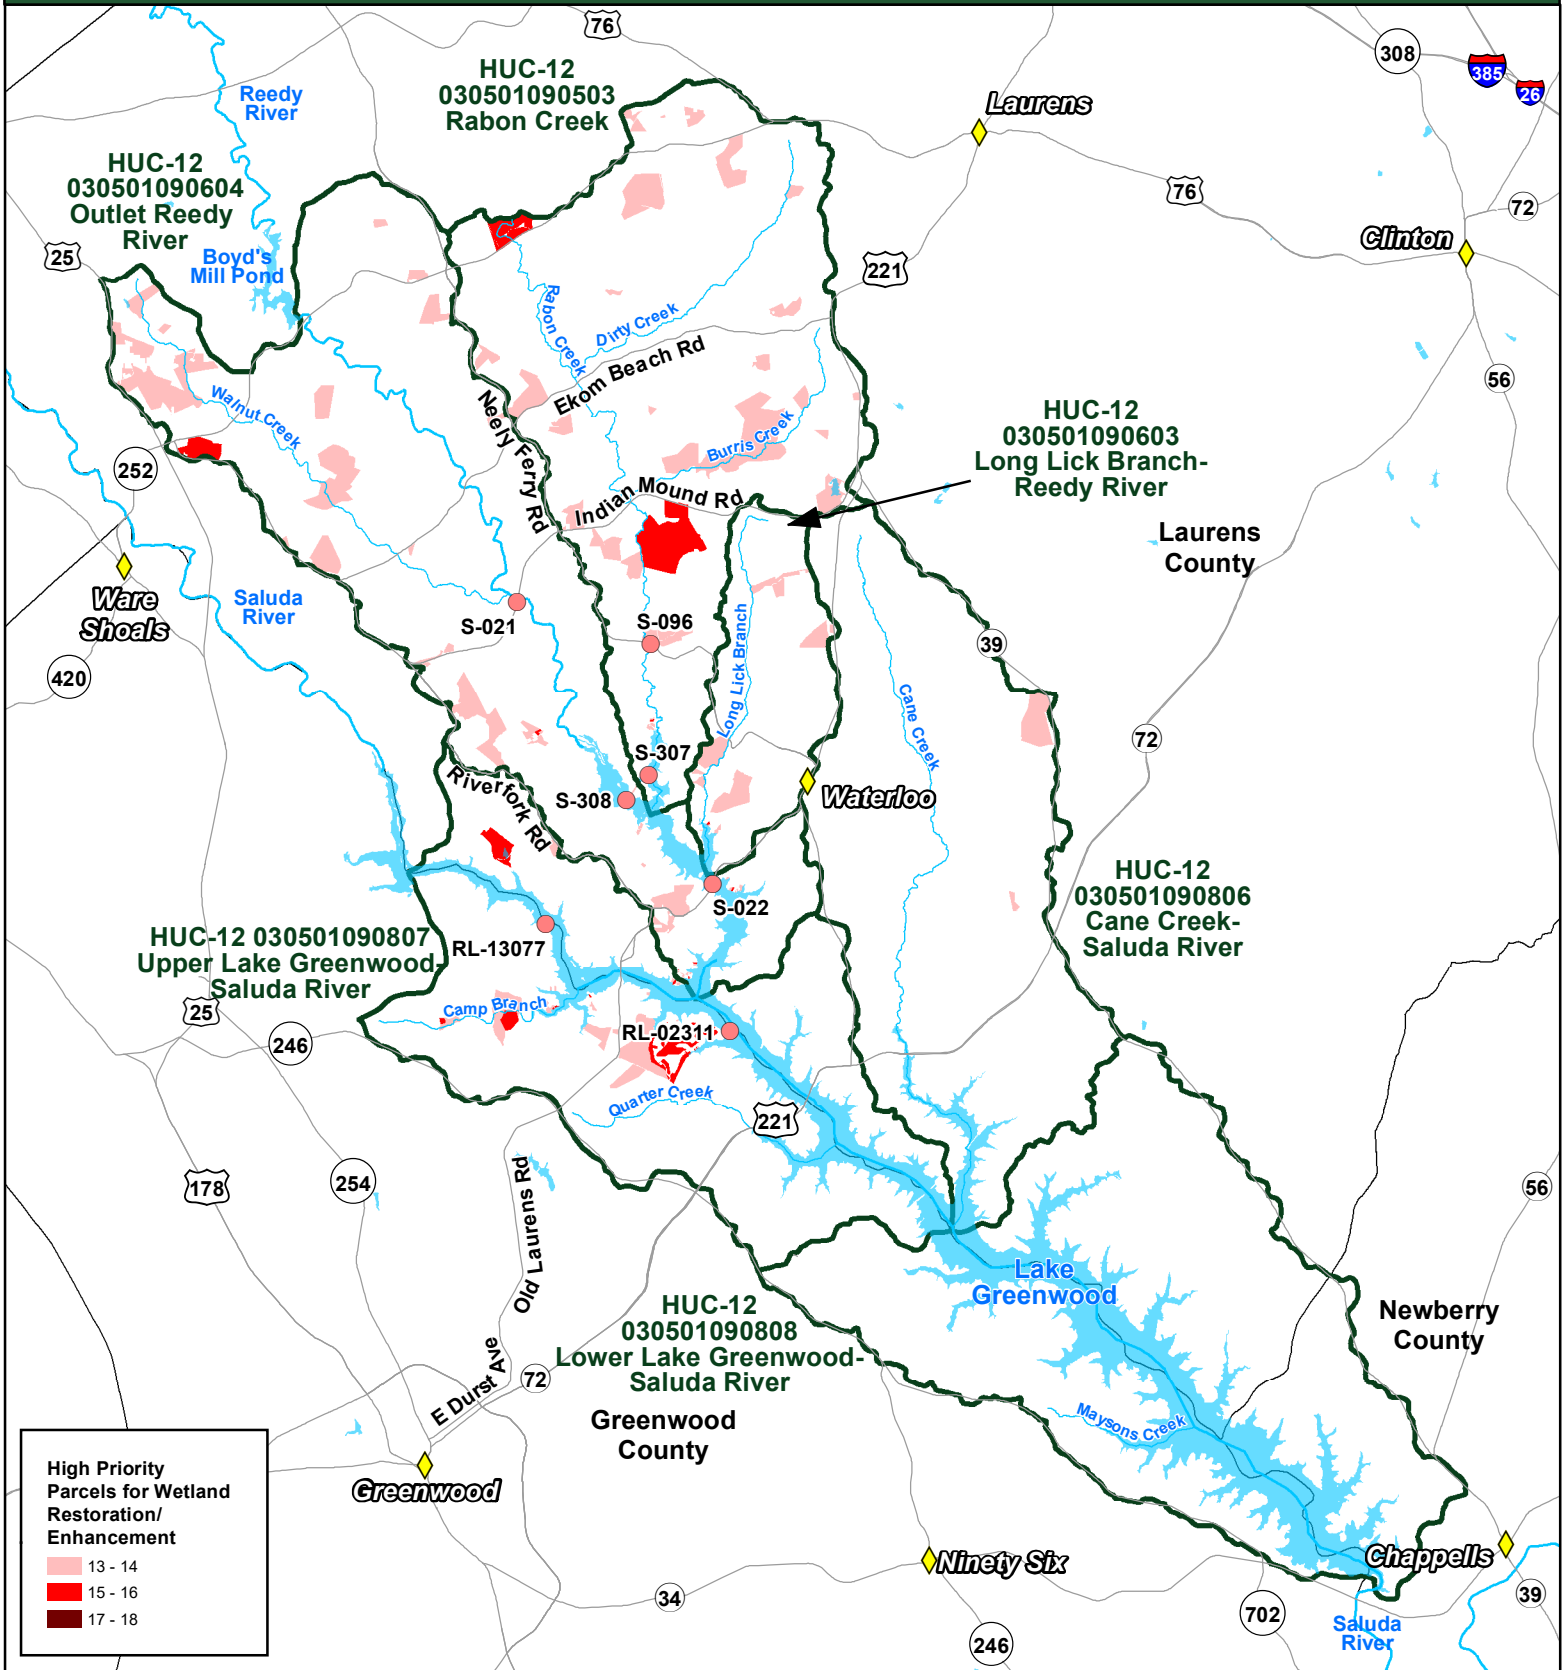 76
308
385
26
HUC-12
030501090503
Rabon Creek
Reedy
River
Laurens
HUC-12
030501090604
Outlet Reedy
River
76
72
25
Boyd's
Mill Pond
Clinton
221
Rabon Creek
Dirty Creek
Ekom Beach Rd
56
Walnut Creek
Neely Ferry Rd
Burris Creek
HUC-12
030501090603
Long Lick Branch-
Reedy River
252
Indian Mound Rd
Laurens
County
Ware
Shoals
Saluda
River
S-021
S-096
Long Lick Branch
39
420
Cane Creek
72
S-307
S-308
Riverfork Rd
Waterloo
HUC-12
030501090806
Cane Creek-
Saluda River
S-022
HUC-12 030501090807
Upper Lake Greenwood-
Saluda River
RL-13077
Camp Branch
25
246
RL-02311
Quarter Creek
221
178
254
Old Laurens Rd
56
Lake
Greenwood
HUC-12
030501090808
Lower Lake Greenwood-
Saluda River
Newberry
County
E Durst Ave
72
Greenwood
County
Maysons Creek
Greenwood
High Priority
Parcels for Wetland
Restoration/
Enhancement
13 - 14
15 - 16
17 - 18
Ninety Six
Chappells
34
702
39
246
Saluda
River